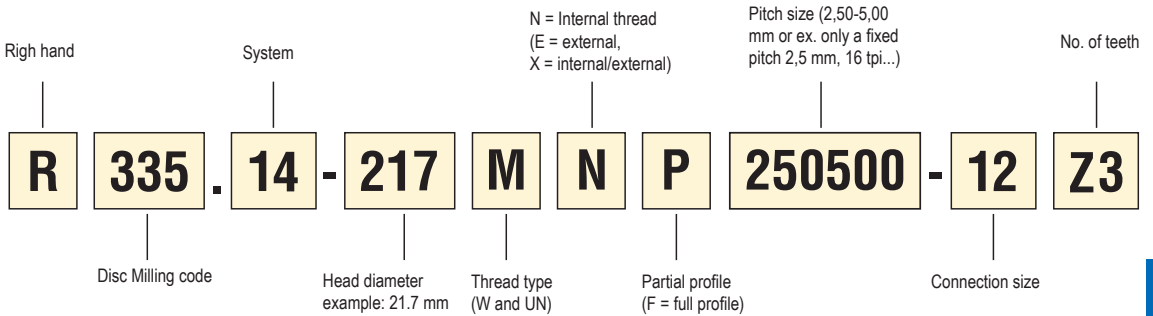 Righ hand
System
N = Internal thread
(E = external,
X = internal/external)
Pitch size (2,50-5,00
mm or ex. only a fixed
pitch 2,5 mm, 16 tpi...)
No. of teeth
R 335 . 14 - 217 M N P 250500 - 12 Z3
Disc Milling code
Head diameter
example: 21.7 mm
Thread type
(W and UN)
Partial profile
(F = full profile)
Connection size